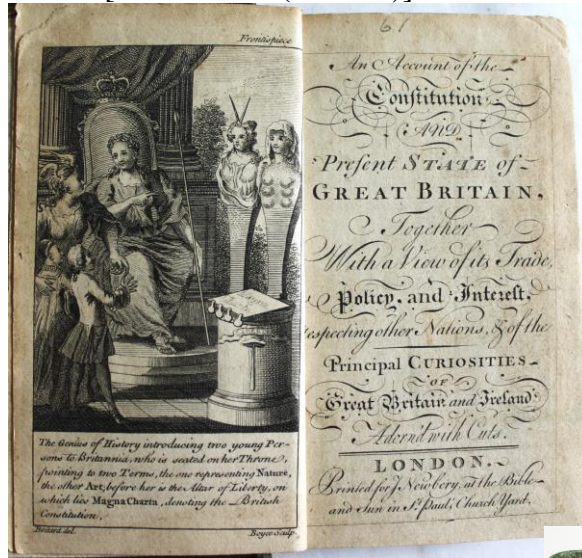 Frontispiece
The Genius of History introducing two young Per-
sons to Britannia, who is seated on her Throne,
pointing to two Terms, the one representing Nature,
the other Art; before her is the Altar of Liberty, on
which lies Magna Charta, denoting the British
Constitution.
Boyce Sculp.
61
An Account of the
Constitution
AND
Present STATE of
GREAT BRITAIN,
Together
With a View of its Trade,
Policy, and Interest,
respecting other Nations, & of the
Principal CURIOSITIES
OF
Great Britain and Ireland;
Adorn'd with Cuts.
LONDON.
Printed for J. Newbery, at the Bible
and Sun in St. Paul's Church Yard.